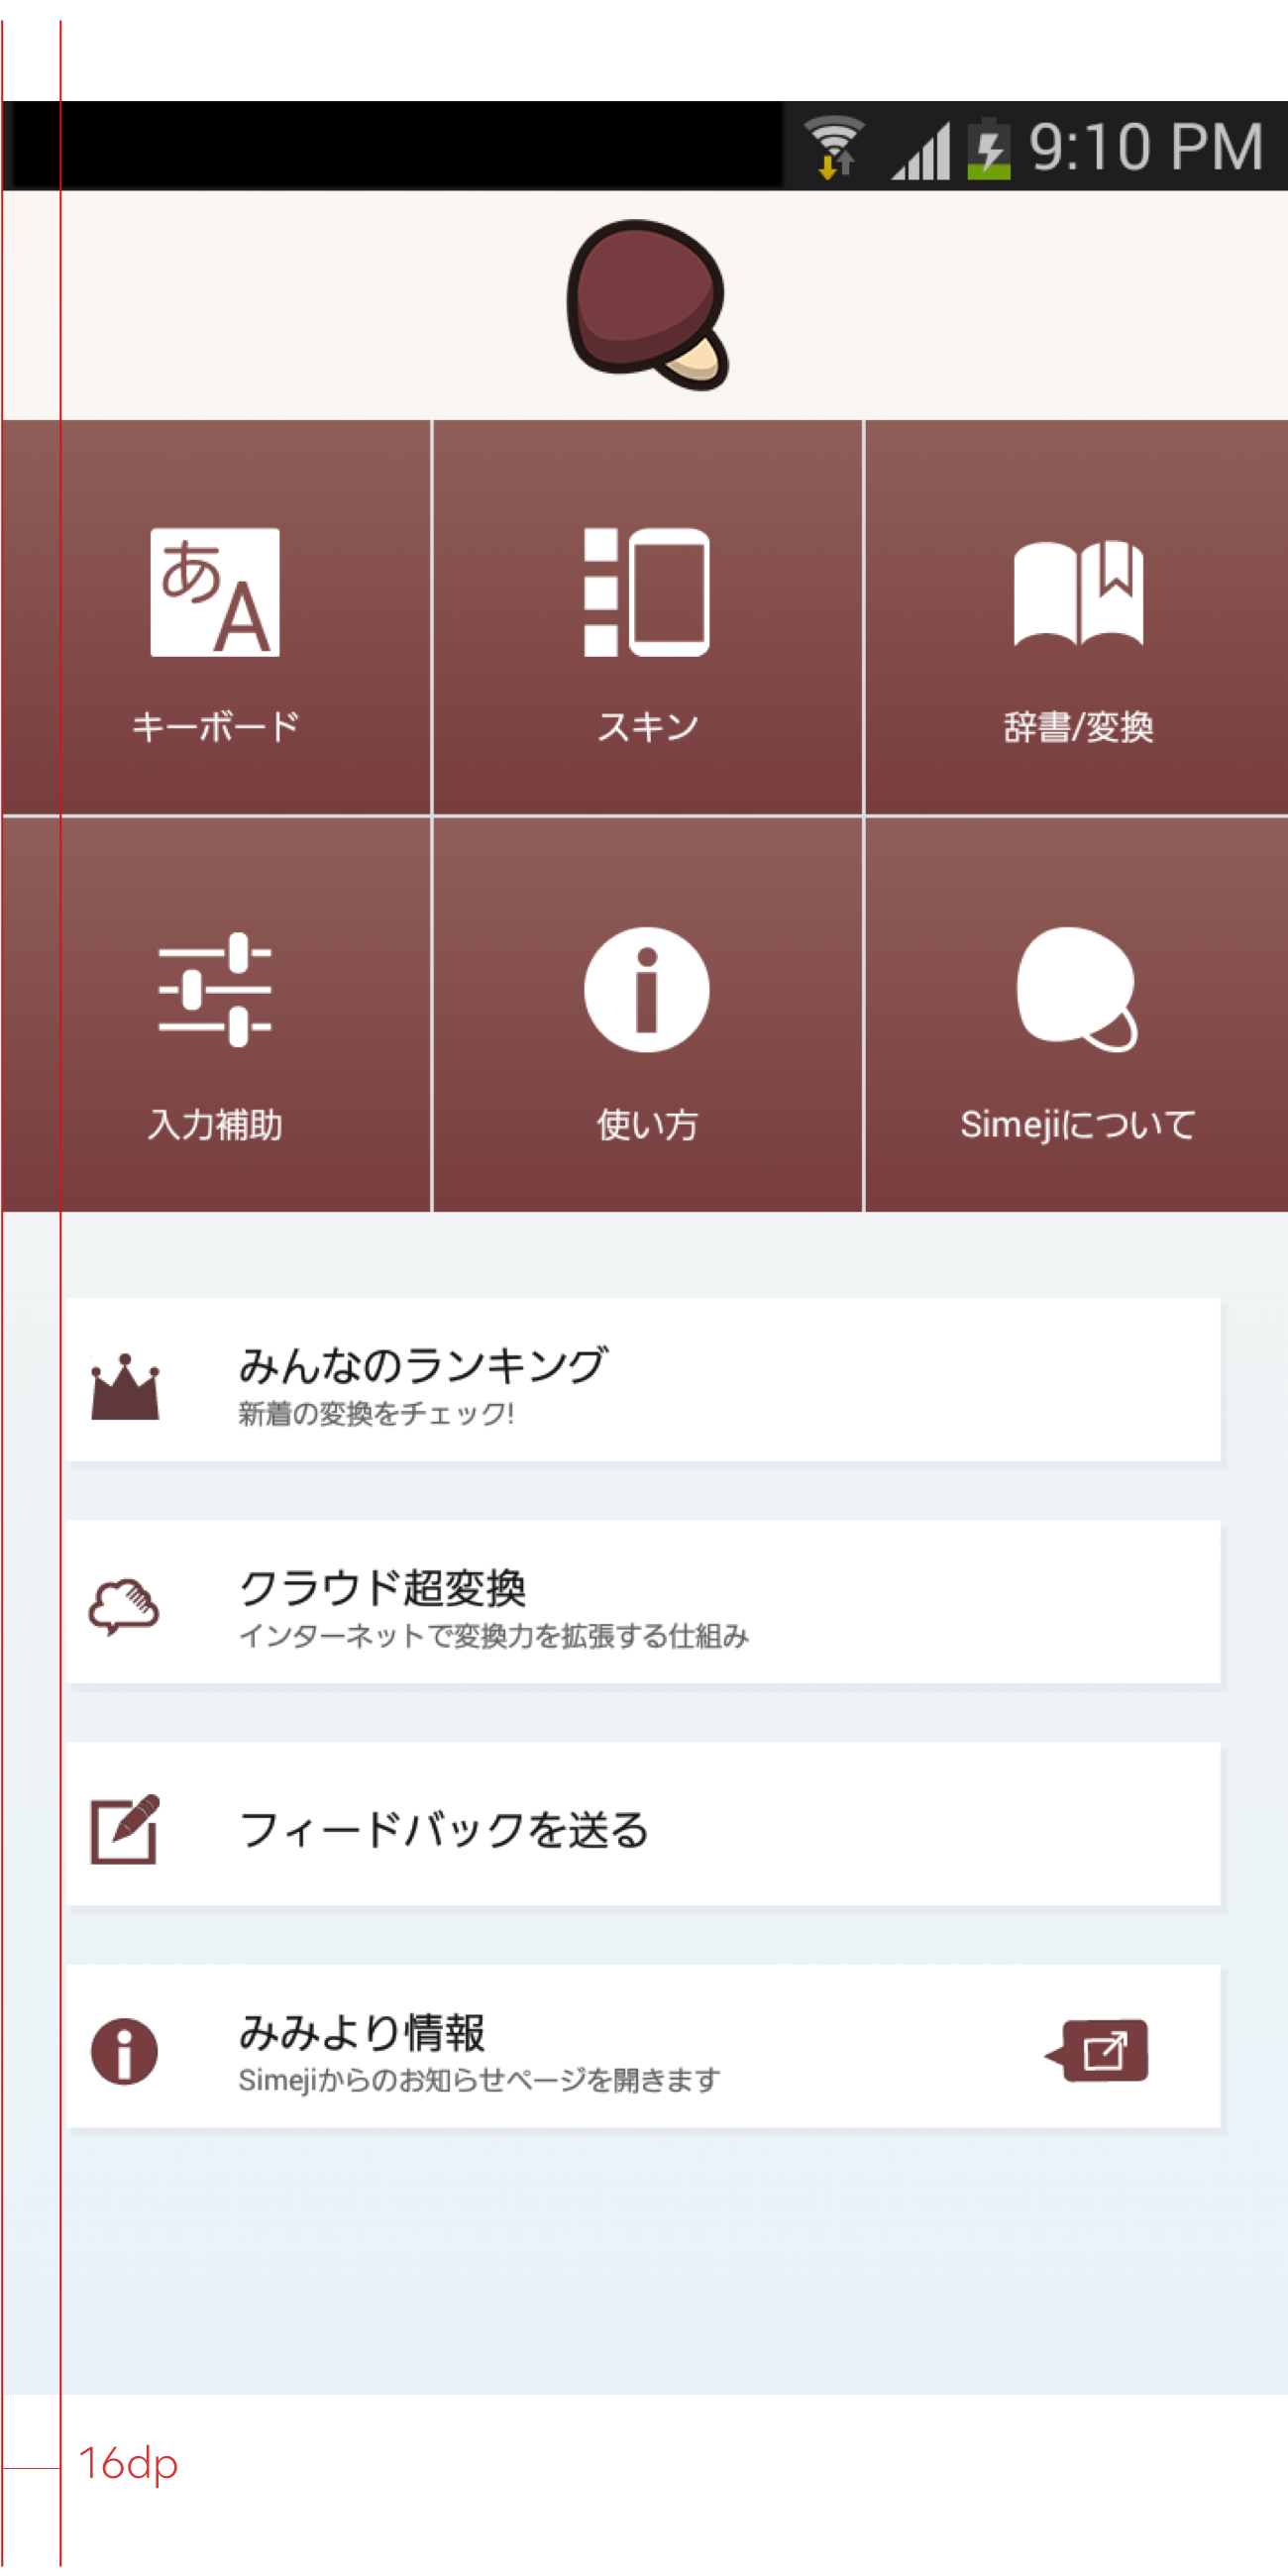 9:10 PM
あA
キーボード
スキン
辞書/変換
入力補助
使い方
Simejiについて
みんなのランキング
新着の変換をチェック!
クラウド超変換
インターネットで変換力を拡張する仕組み
フィードバックを送る
みみより情報
Simejiからのお知らせページを開きます
16dp